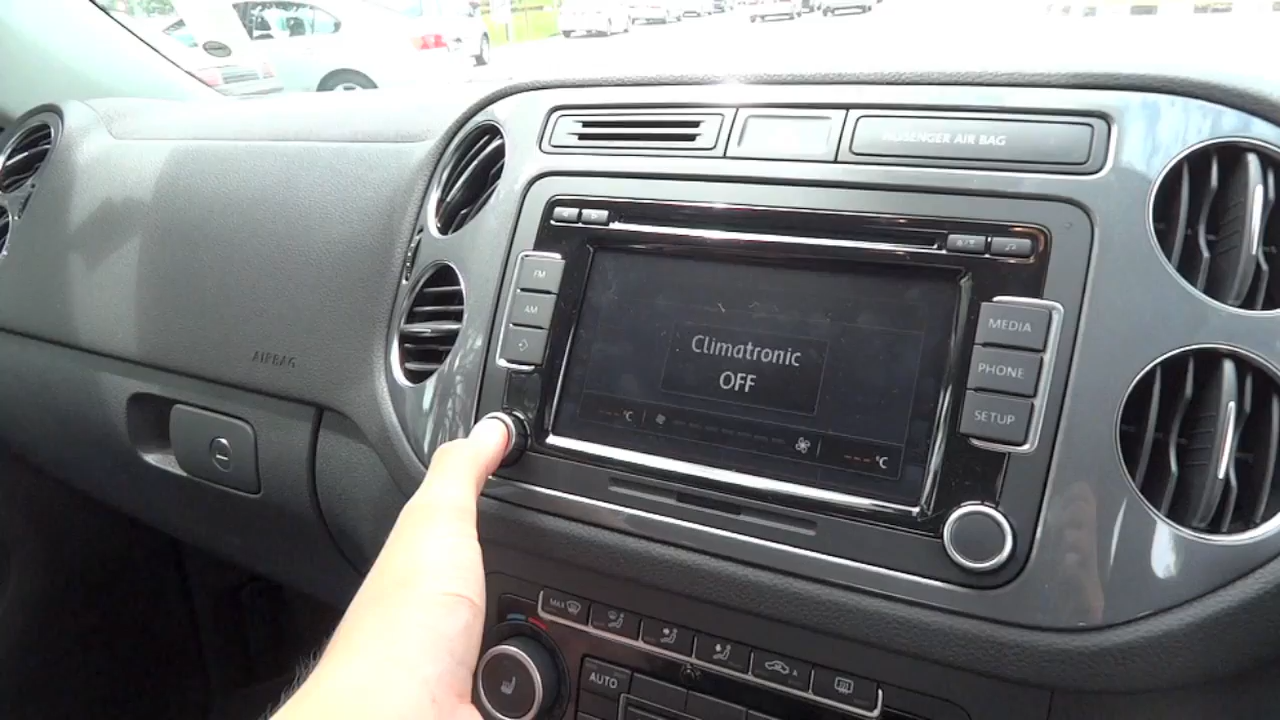 PASSENGER AIR BAG
FM
AM
MEDIA
PHONE
SETUP
Climatronic
OFF
°C
°C
AIRBAG
MAX
AUTO
A